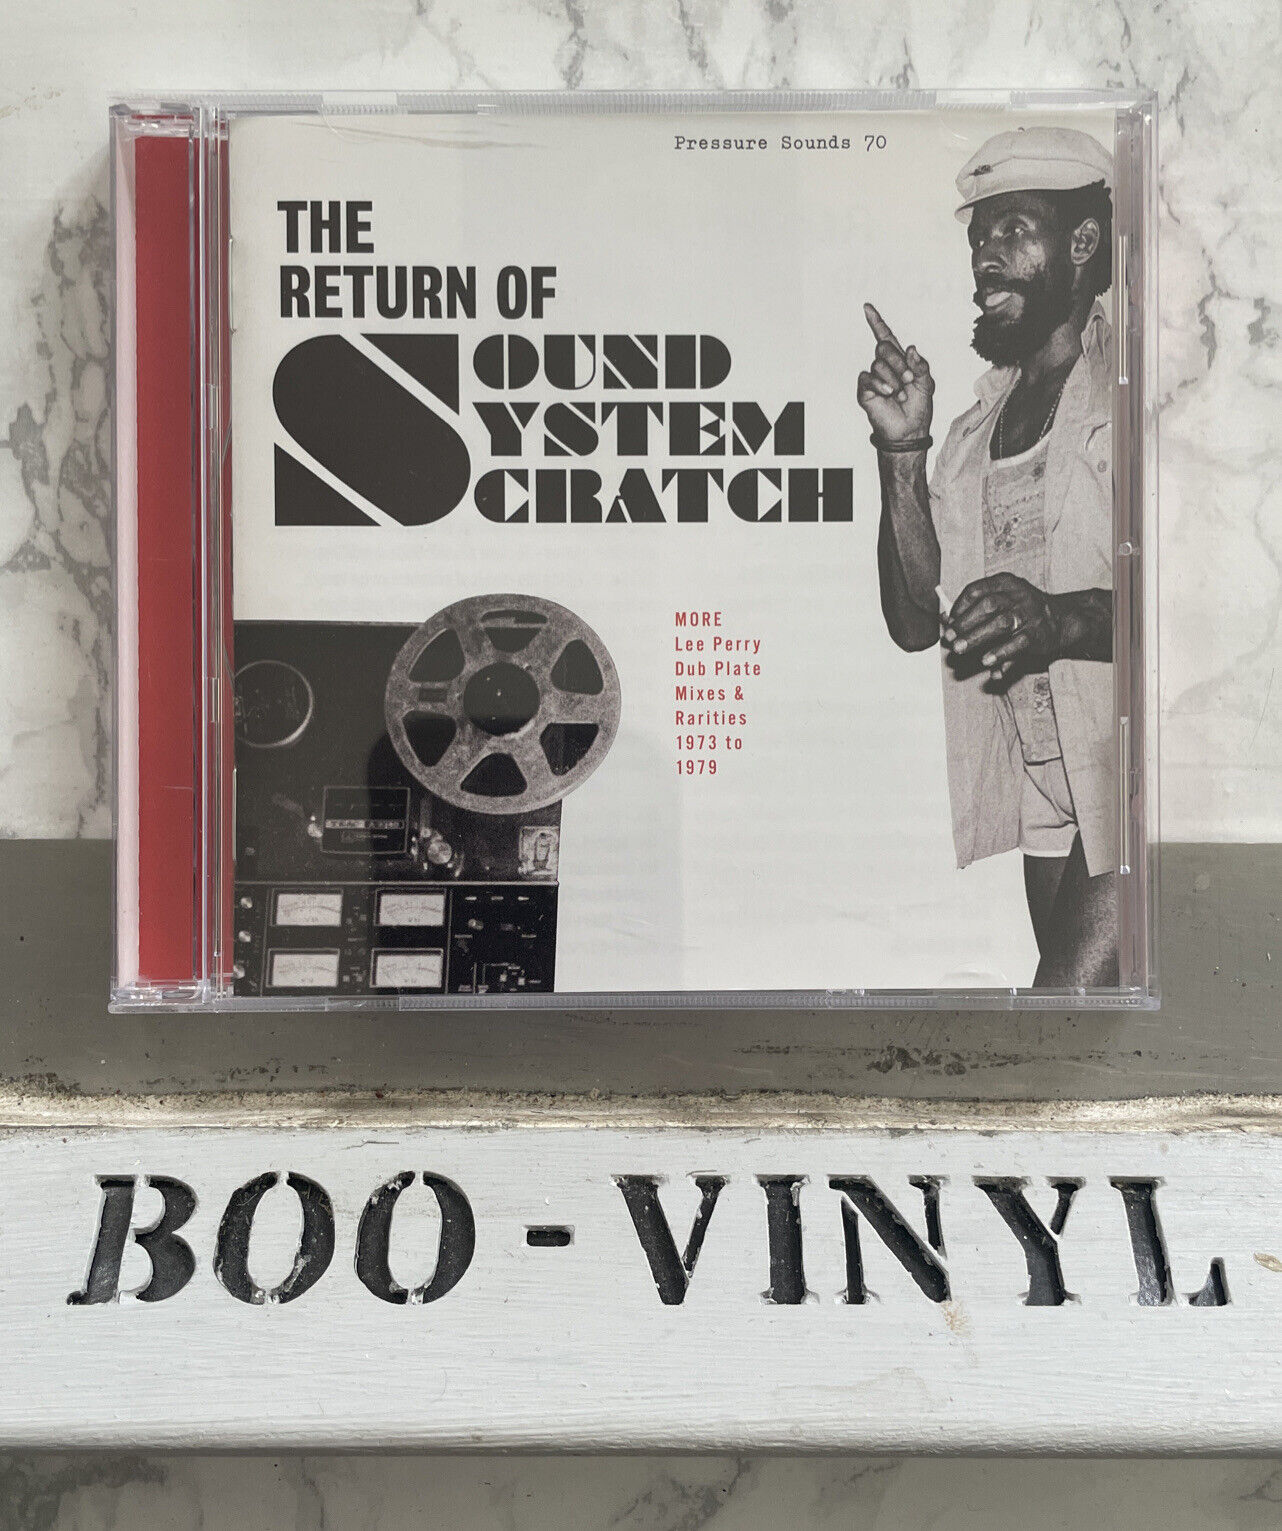 Pressure Sounds 70
THE
RETURN OF
SOUND
SYSTEM
SCRATCH
MORE
Lee Perry
Dub Plate
Mixes &
Rarities
1973 to
1979
BOO-VINYL